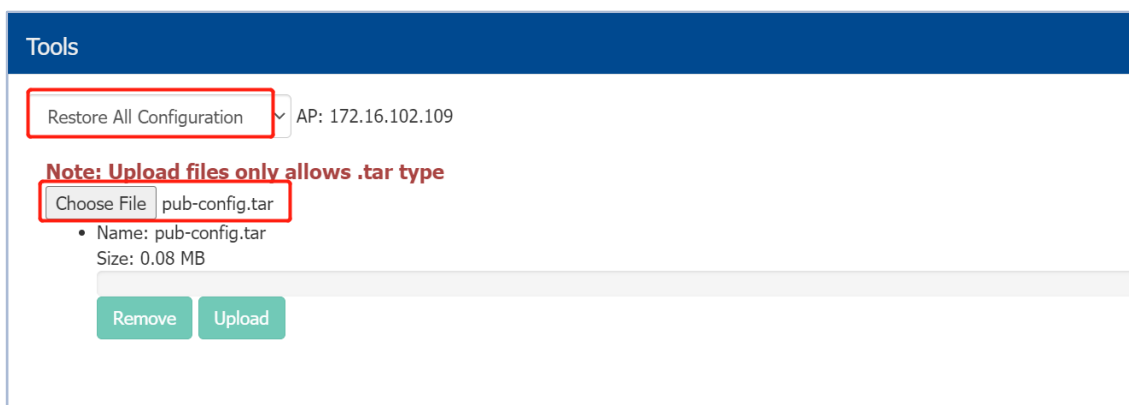 Tools
Restore All Configuration AP: 172.16.102.109
Note: Upload files only allows .tar type
Choose File pub-config.tar
• Name: pub-config.tar
Size: 0.08 MB
Remove Upload